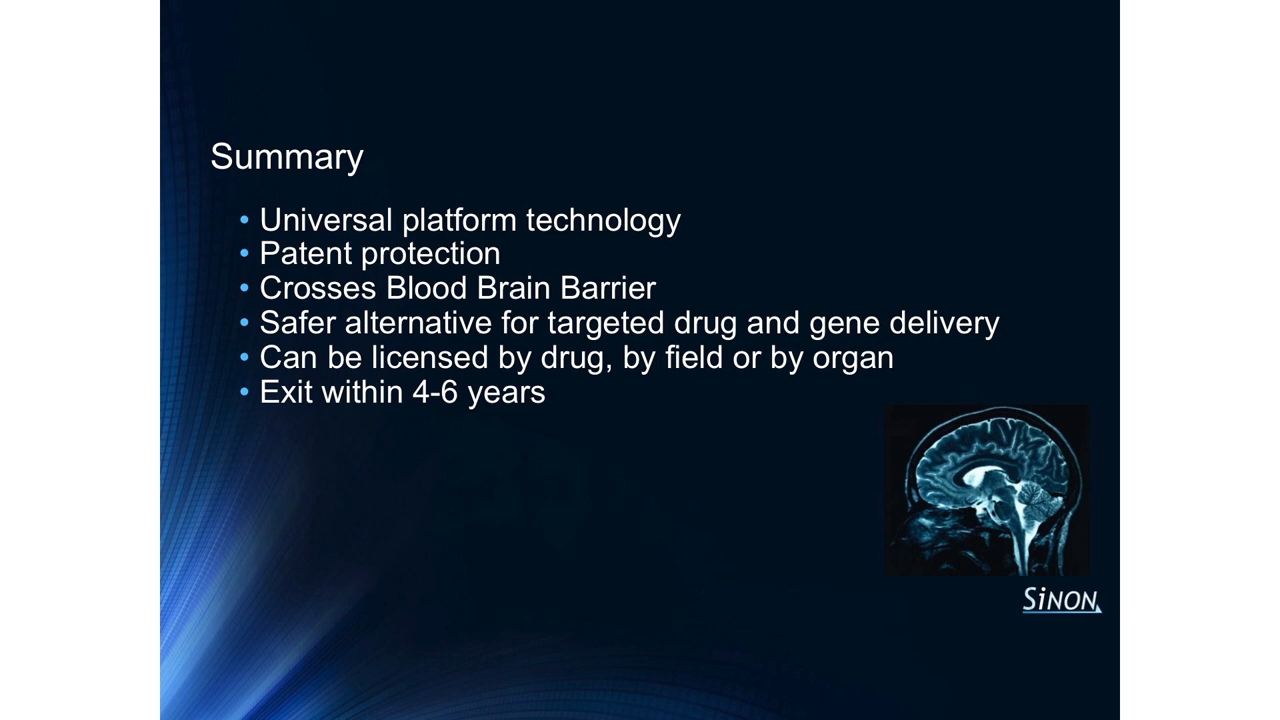 Summary
• Universal platform technology
• Patent protection
• Crosses Blood Brain Barrier
• Safer alternative for targeted drug and gene delivery
• Can be licensed by drug, by field or by organ
• Exit within 4-6 years
SiNON